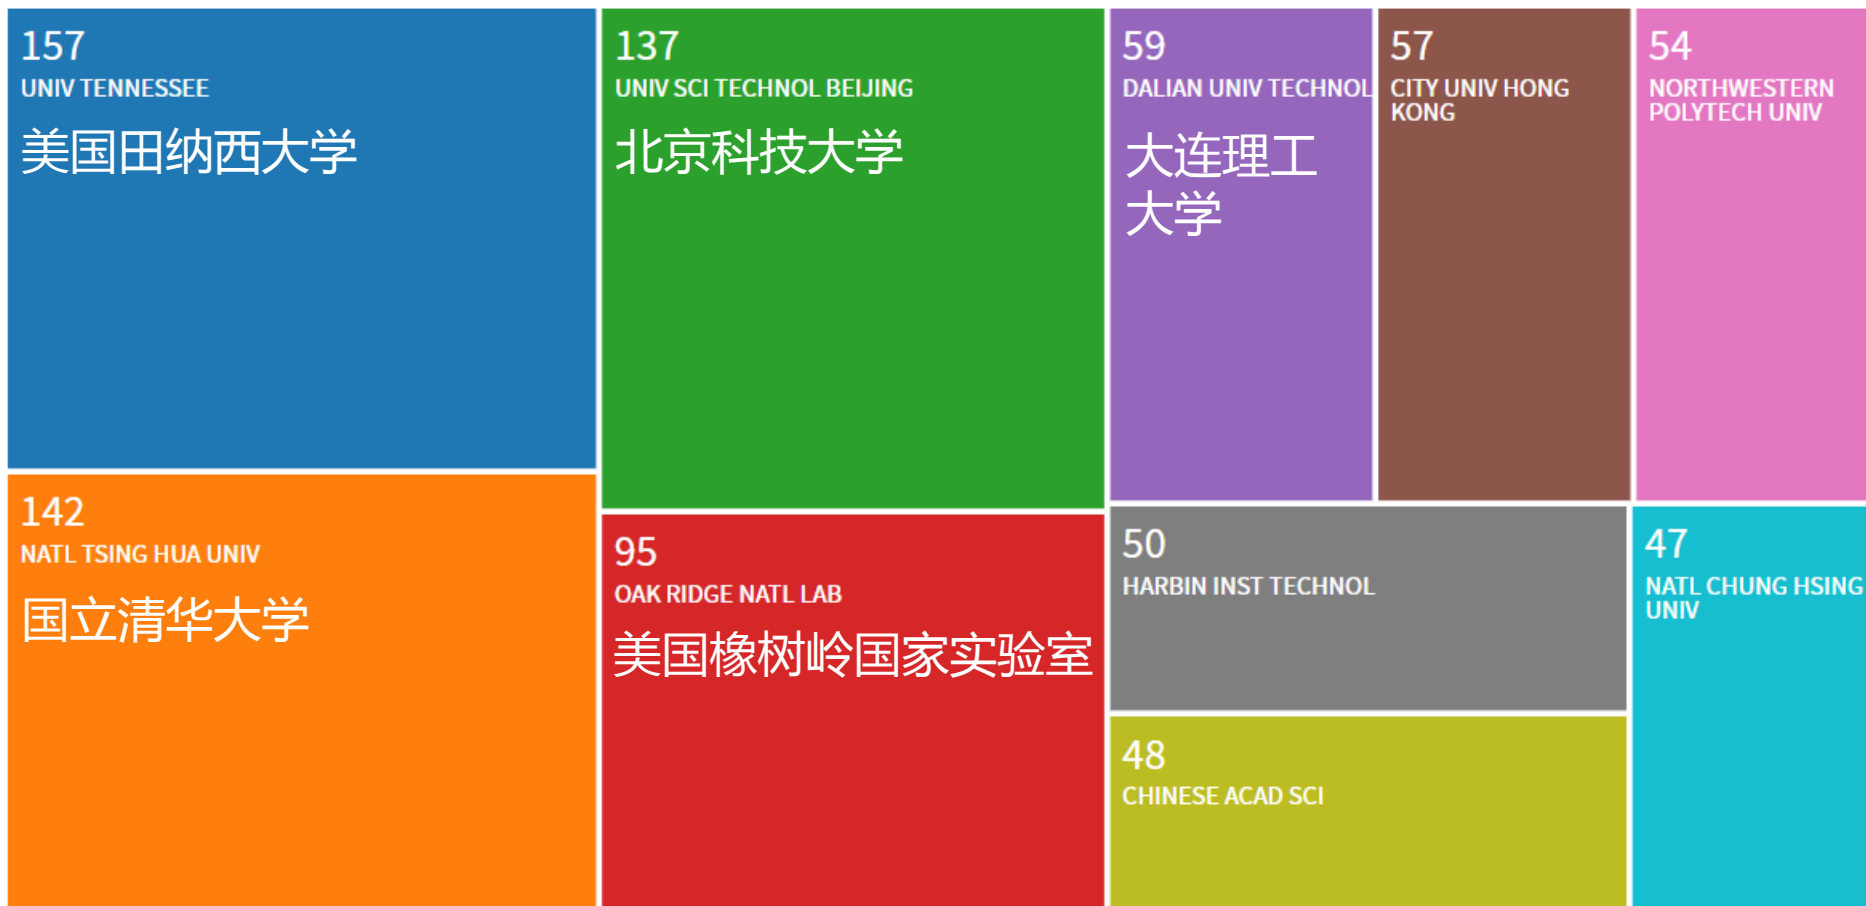 157
UNIV TENNESSEE
美国田纳西大学
142
NATL TSING HUA UNIV
国立清华大学
137
UNIV SCI TECHNOL BEIJING
北京科技大学
95
OAK RIDGE NATL LAB
美国橡树岭国家实验室
59
DALIAN UNIV TECHNOL
大连理工
大学
57
CITY UNIV HONG
KONG
54
NORTHWESTERN
POLYTECH UNIV
50
HARBIN INST TECHNOL
48
CHINESE ACAD SCI
47
NATL CHUNG HSING
UNIV